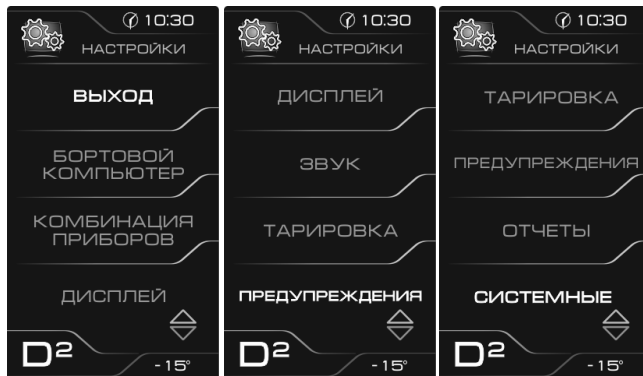 10:30
НАСТРОЙКИ
ВЫХОД
БОРТОВОЙ
КОМПЬЮТЕР
КОМБИНАЦИЯ
ПРИБОРОВ
ДИСПЛЕЙ
D²
-15°
10:30
НАСТРОЙКИ
ДИСПЛЕЙ
ЗВУК
ТАРИРОВКА
ПРЕДУПРЕЖДЕНИЯ
D²
-15°
10:30
НАСТРОЙКИ
ТАРИРОВКА
ПРЕДУПРЕЖДЕНИЯ
ОТЧЕТЫ
СИСТЕМНЫЕ
D²
-15°